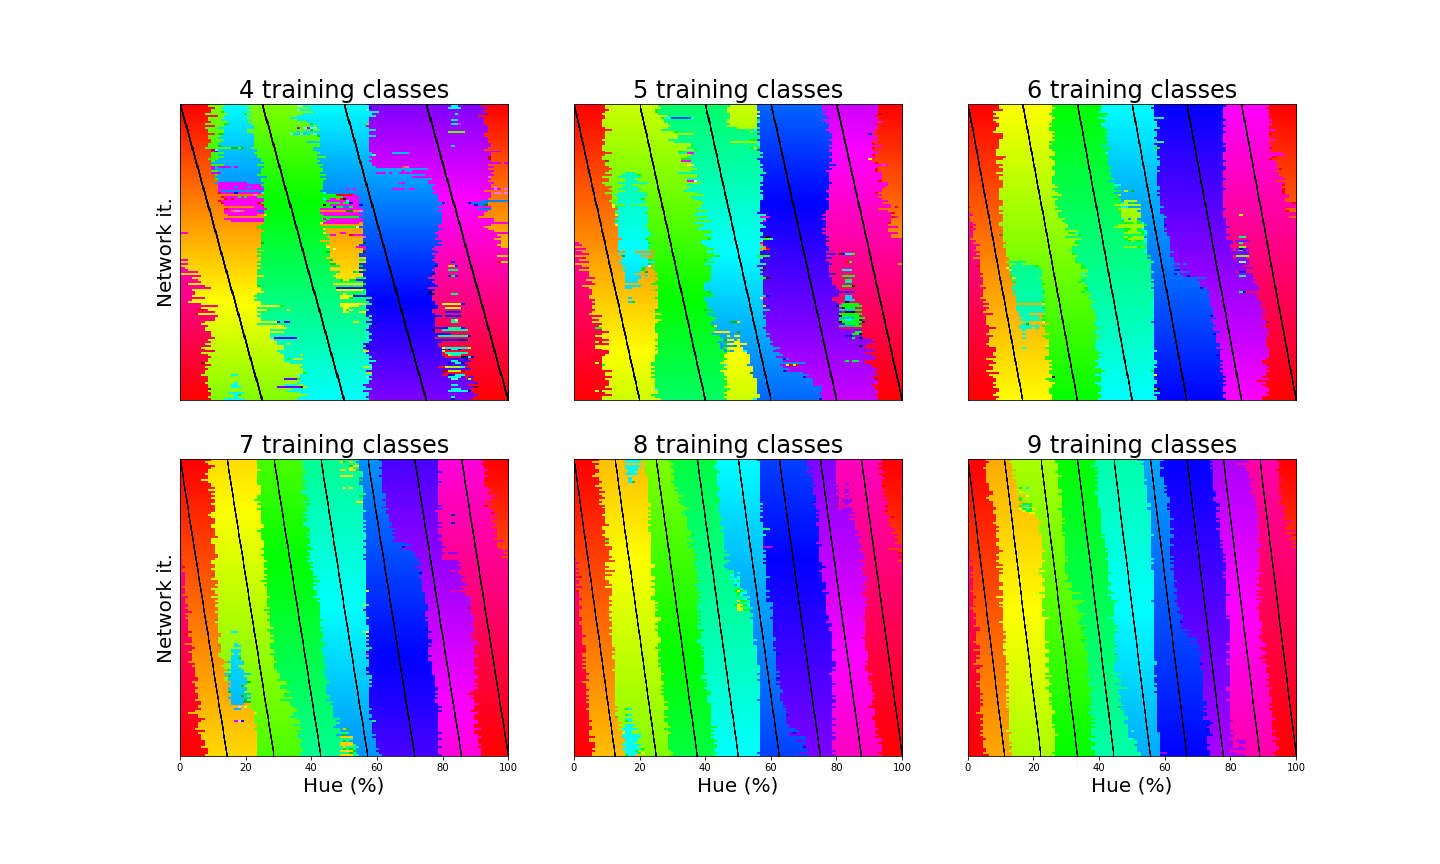 4 training classes
5 training classes
6 training classes
Network it.
7 training classes
8 training classes
9 training classes
Network it.
0 20 40 60 80 100
0 20 40 60 80 100
0 20 40 60 80 100
Hue (%)
Hue (%)
Hue (%)